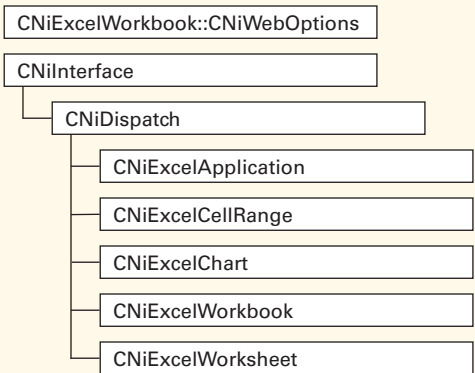 CNiExcelWorkbook::CNiWebOptions
CNiInterface
CNiDispatch
CNiExcelApplication
CNiExcelCellRange
CNiExcelChart
CNiExcelWorkbook
CNiExcelWorksheet